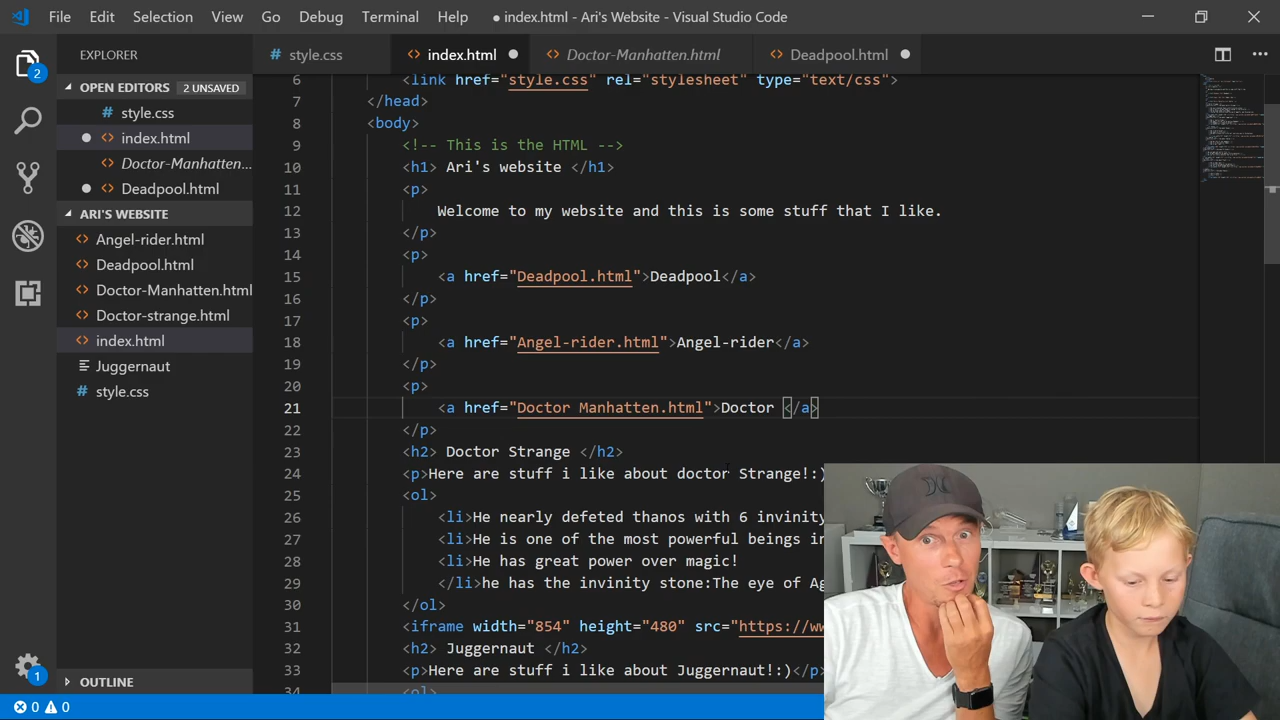 File Edit Selection View Go Debug Terminal Help ● index.html - Ari's Website - Visual Studio Code
EXPLORER
OPEN EDITORS 2 UNSAVED
style.css
index.html
Doctor-Manhatten...
Deadpool.html
ARI'S WEBSITE
Angel-rider.html
Deadpool.html
Doctor-Manhatten.html
Doctor-strange.html
index.html
Juggernaut
style.css
OUTLINE
2
1
0 0
style.css index.html Doctor-Manhatten.html Deadpool.html
6 <link href="style.css" rel="stylesheet" type="text/css">
7 </head>
8 <body>
9 <!-- This is the HTML -->
10 <h1> Ari's website </h1>
11 <p>
12 Welcome to my website and this is some stuff that I like.
13 </p>
14 <p>
15 <a href="Deadpool.html">Deadpool</a>
16 </p>
17 <p>
18 <a href="Angel-rider.html">Angel-rider</a>
19 </p>
20 <p>
21 <a href="Doctor Manhatten.html">Doctor </a>
22 </p>
23 <h2> Doctor Strange </h2>
24 <p>Here are stuff i like about doctor Strange!:)
25 <ol>
26 <li>He nearly defeted thanos with 6 invinity
27 <li>He is one of the most powerful beings in
28 <li>He has great power over magic!
29 </li>he has the invinity stone:The eye of Ag
30 </ol>
31 <iframe width="854" height="480" src="https://ww
32 <h2> Juggernaut </h2>
33 <p>Here are stuff i like about Juggernaut!:)</p
34 <ol>